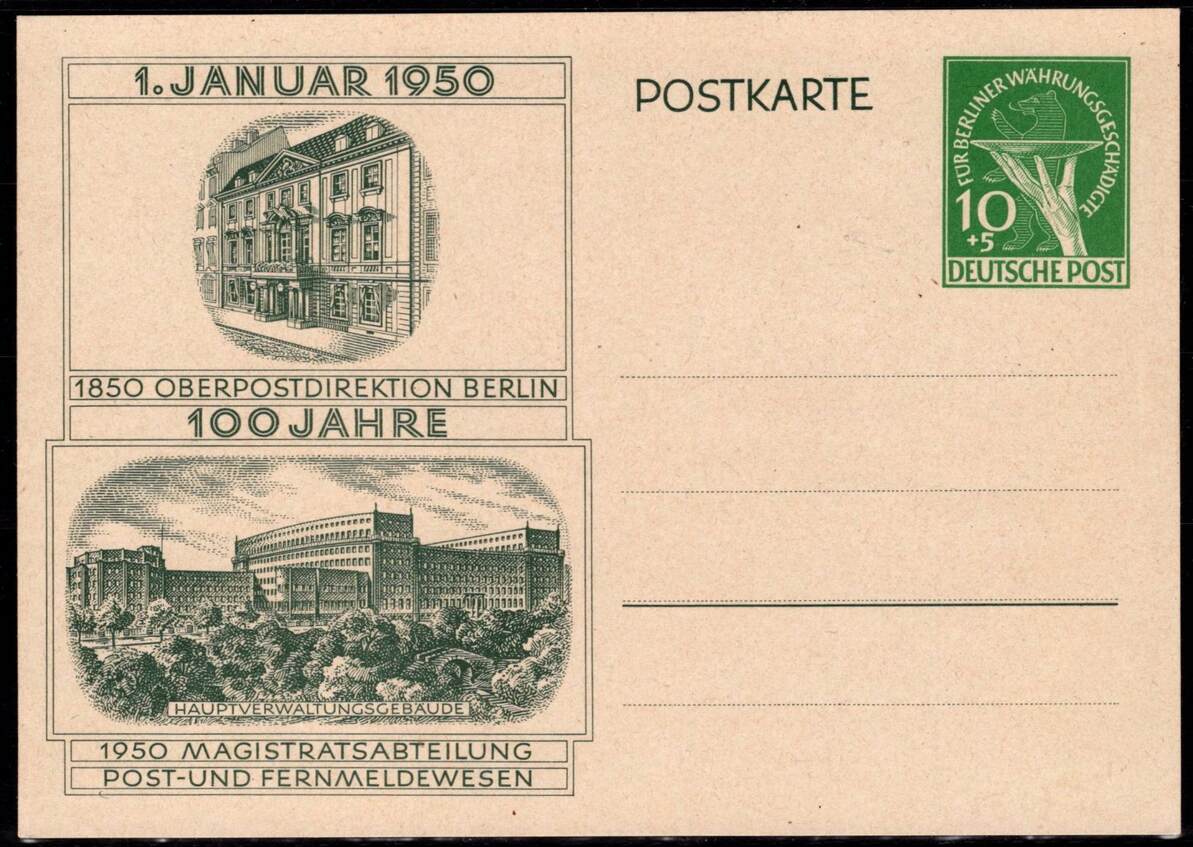 1. JANUAR 1950
1850 OBERPOSTDIREKTION BERLIN
100 JAHRE
HAUPTVERWALTUNGSGEBÄUDE
1950 MAGISTRATSABTEILUNG
POST-UND FERNMELDEWESEN
POSTKARTE
FÜR BERLINER WÄHRUNGSGESCHÄDIGTE
10
+5
DEUTSCHE POST